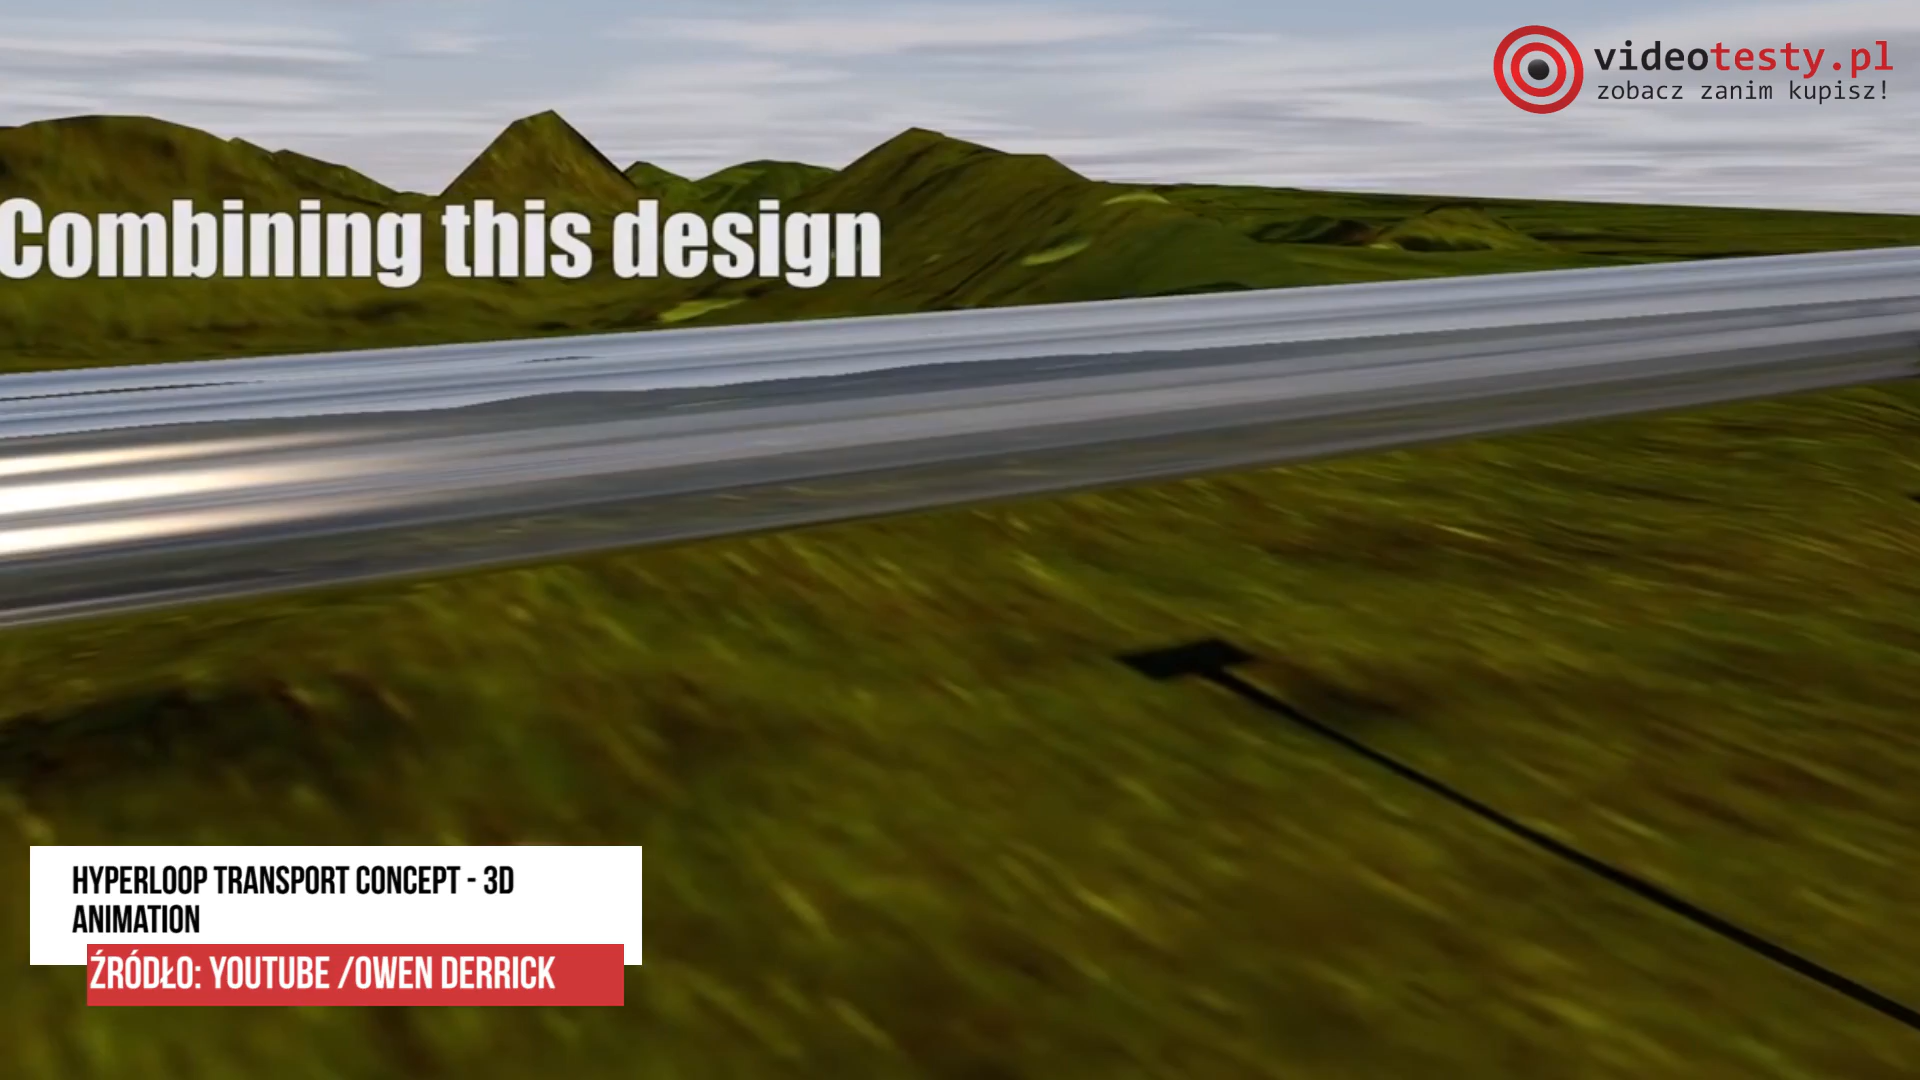 videotesty.pl
zobacz zanim kupisz!
Combining this design
HYPERLOOP TRANSPORT CONCEPT - 3D
ANIMATION
ŹRÓDŁO: YOUTUBE /OWEN DERRICK